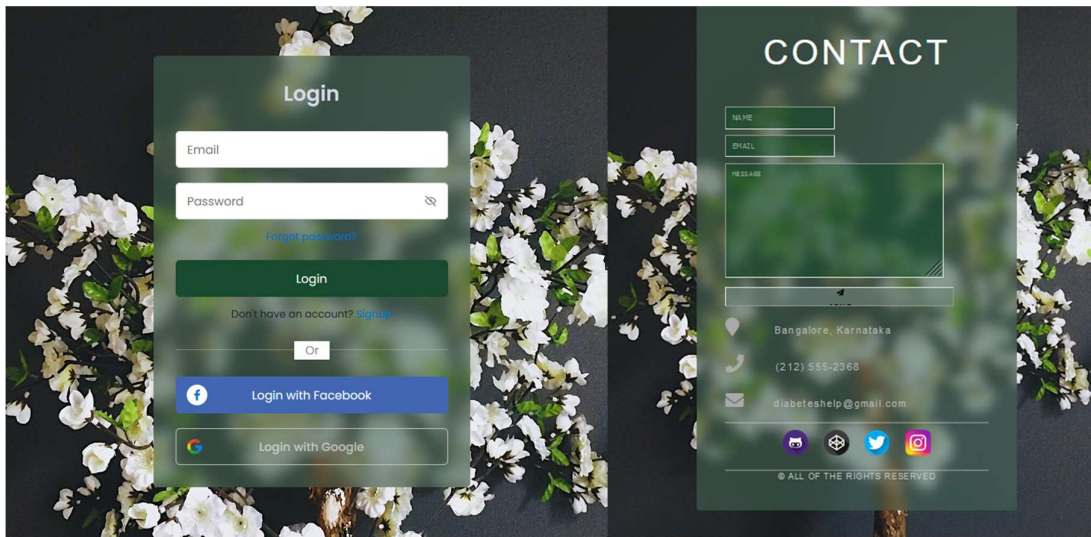 Login
Email
Password
Forgot password?
Login
Don't have an account? Signup
Or
Login with Facebook
Login with Google
CONTACT
NAME
EMAIL
MESSAGE
Bangalore, Karnataka
(212) 555-2368
diabeteshelp@gmail.com
© ALL OF THE RIGHTS RESERVED